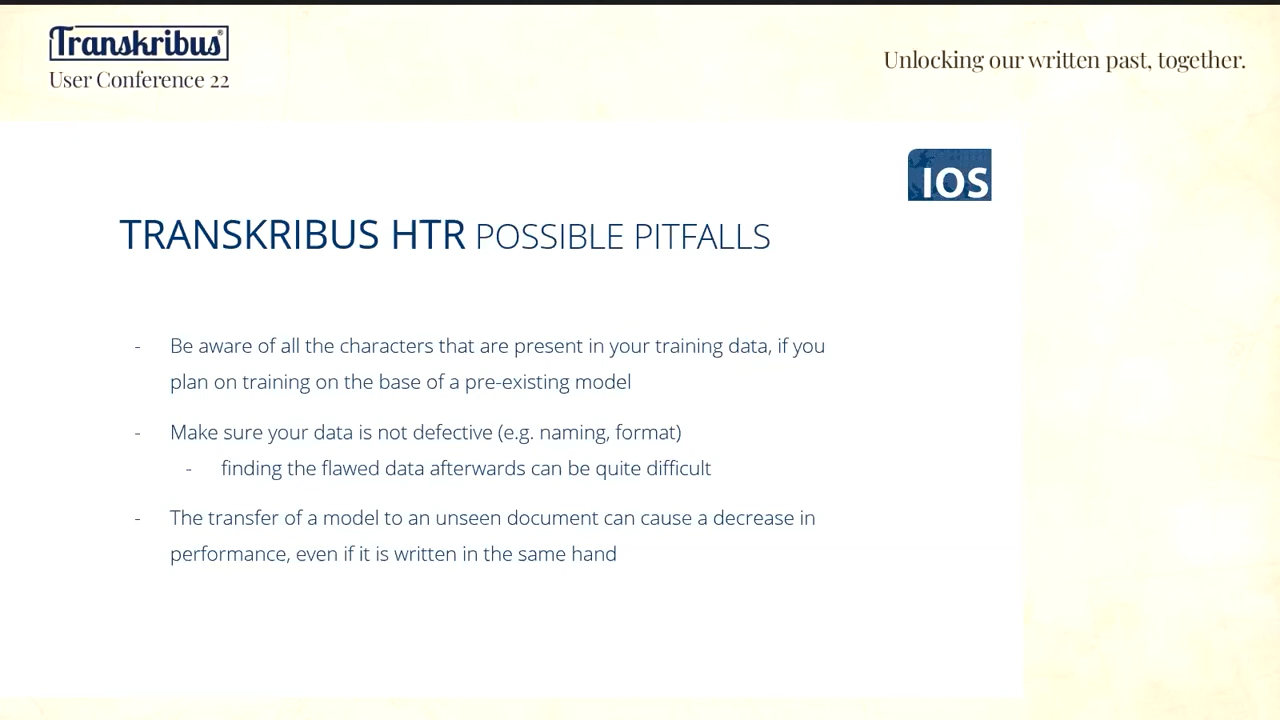 Transkribus®
User Conference 22
Unlocking our written past, together.
IOS
TRANSKRIBUS HTR POSSIBLE PITFALLS
- Be aware of all the characters that are present in your training data, if you
plan on training on the base of a pre-existing model
- Make sure your data is not defective (e.g. naming, format)
- finding the flawed data afterwards can be quite difficult
- The transfer of a model to an unseen document can cause a decrease in
performance, even if it is written in the same hand